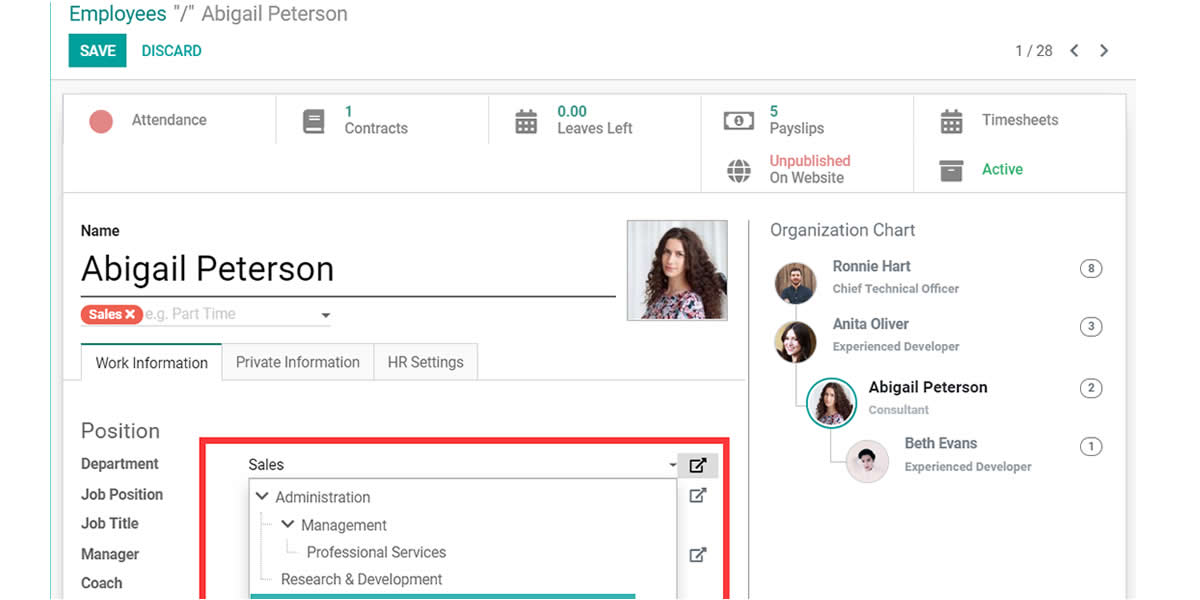 Employees "/" Abigail Peterson
SAVE DISCARD
1 / 28
Attendance
1
Contracts
0.00
Leaves Left
5
Payslips
Timesheets
Unpublished
On Website
Active
Name
Abigail Peterson
Sales e.g. Part Time
Work Information Private Information HR Settings
Position
Department Sales
Job Position
Job Title
Manager
Coach
Administration
Management
Professional Services
Research & Development
Organization Chart
Ronnie Hart 8
Chief Technical Officer
Anita Oliver 3
Experienced Developer
Abigail Peterson 2
Consultant
Beth Evans 1
Experienced Developer